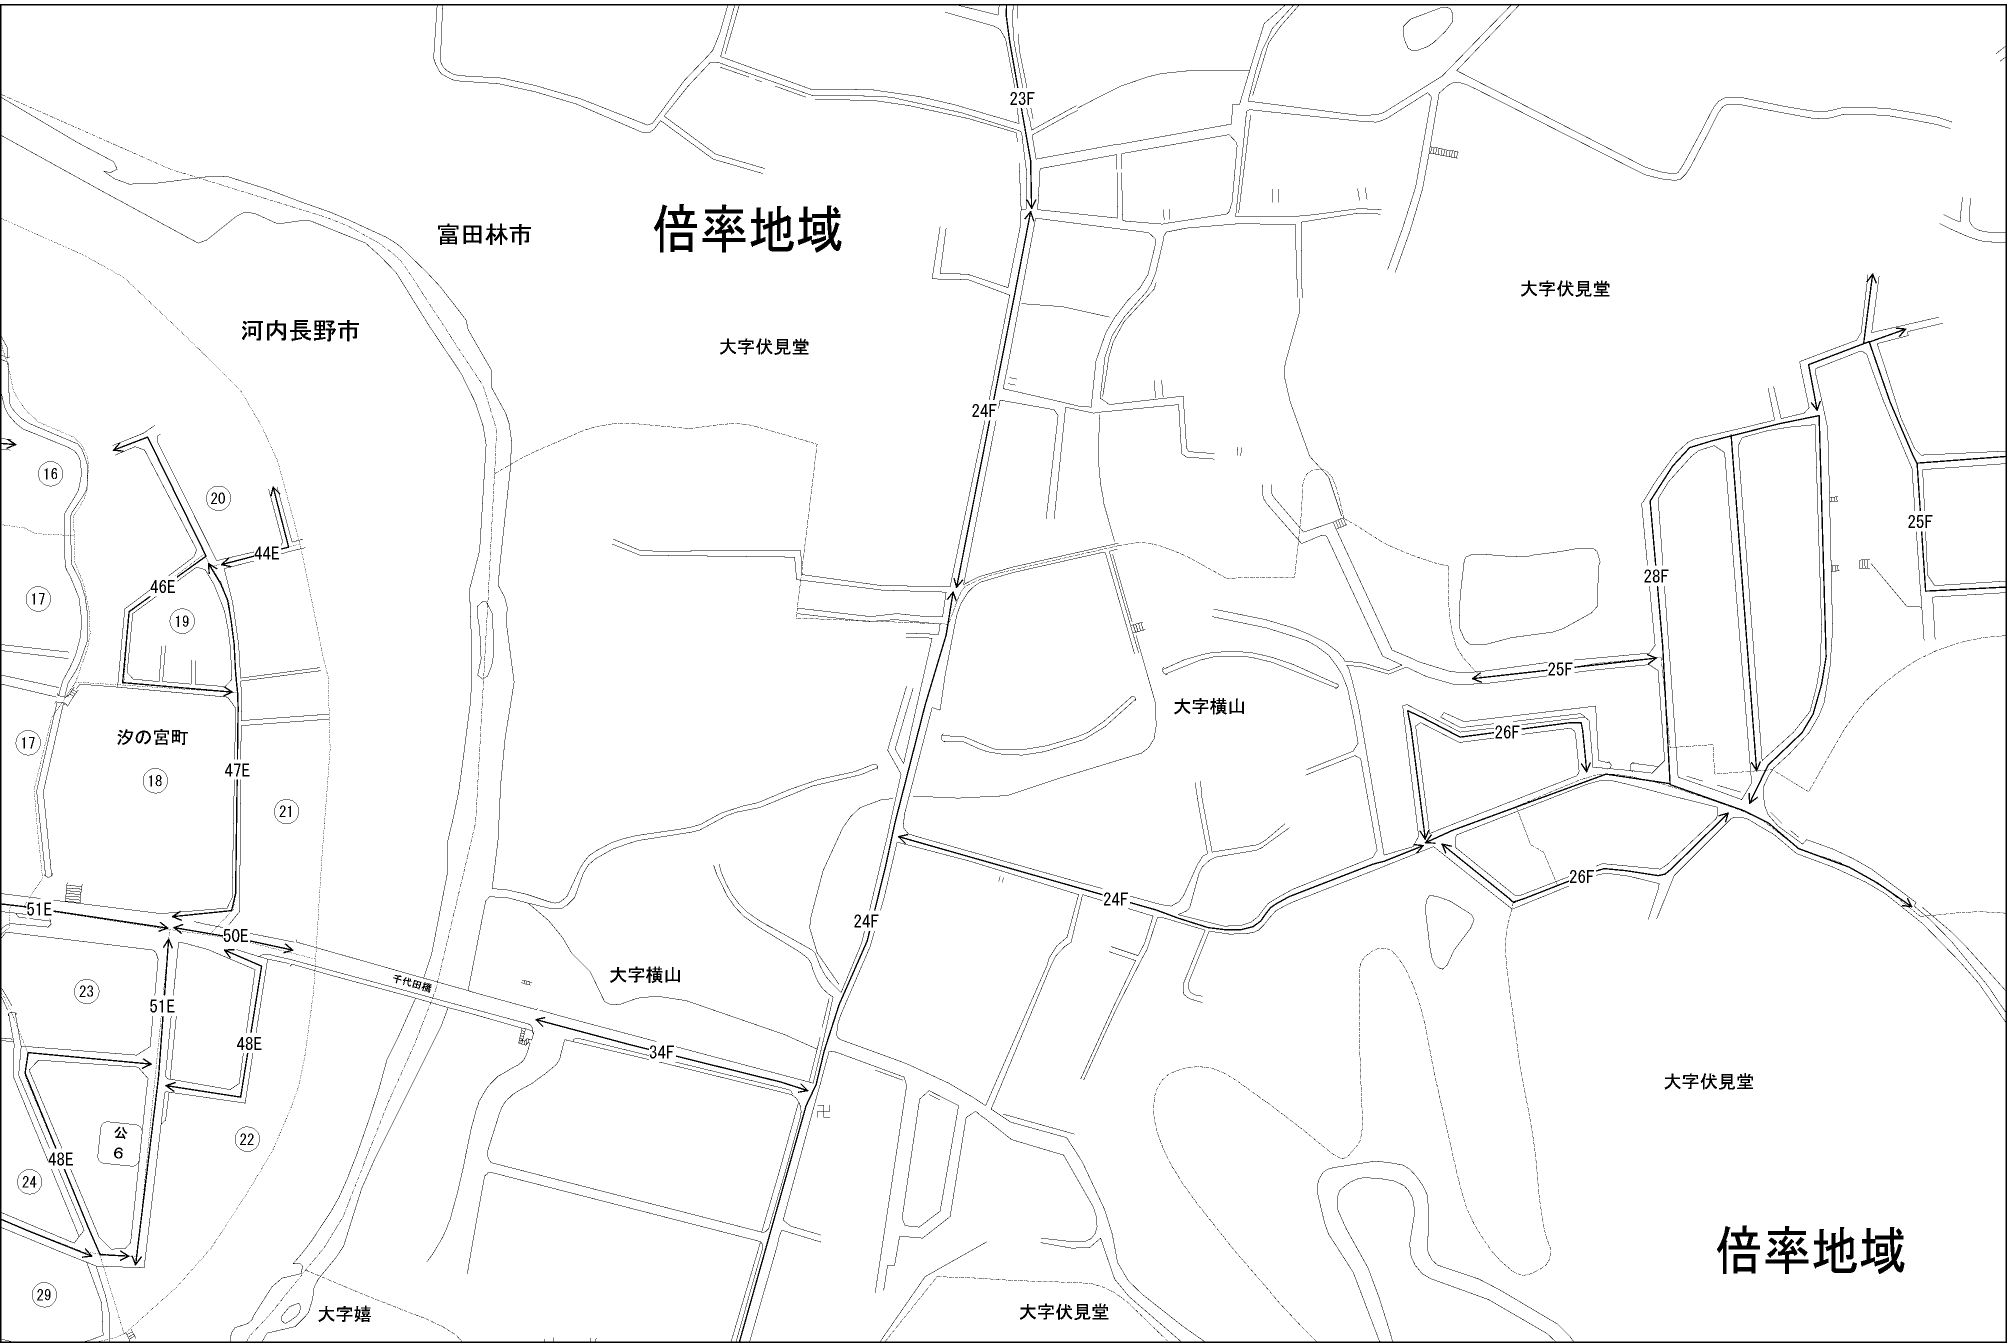 23F
富田林市
倍率地域
大字伏見堂
河内長野市
大字伏見堂
24F
16
20
25F
44E
28F
46E
17
19
25F
大字横山
汐の宮町
26F
17
47E
18
21
26F
24F
51E
24F
50E
大字横山
千代田橋
23
51E
48E
34F
大字伏見堂
卍
公
6
22
48E
24
倍率地域
29
大字嬉
大字伏見堂